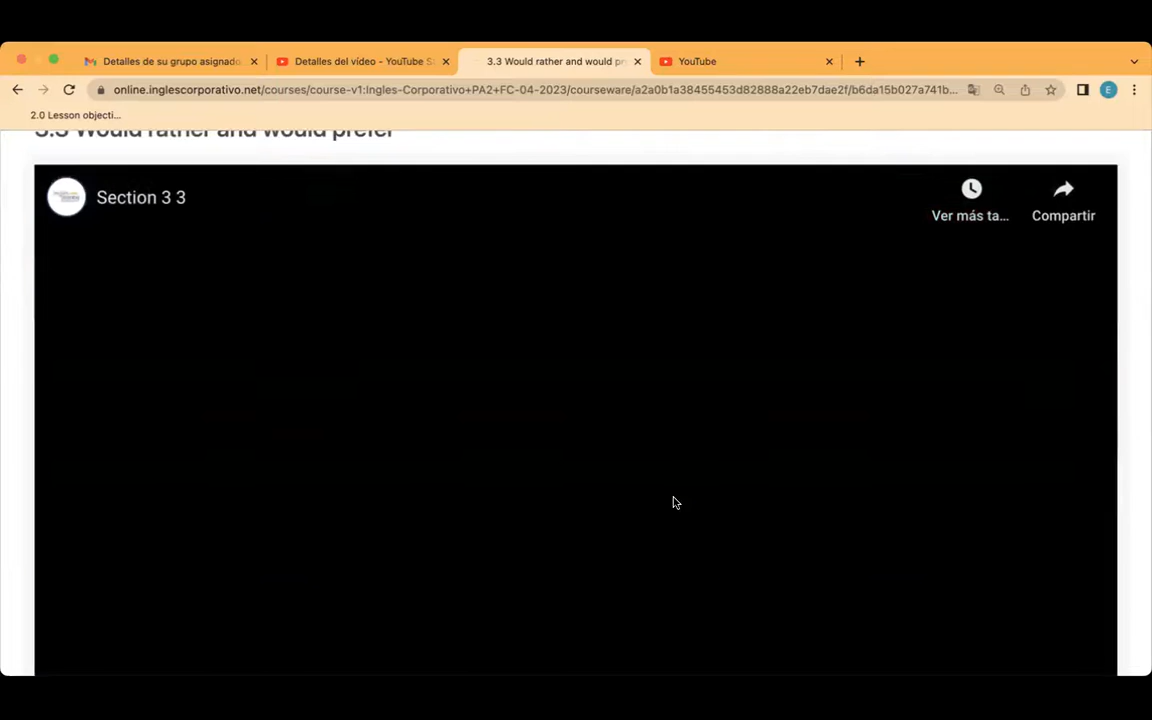 Detalles de su grupo asignado
Detalles del vídeo - YouTube S
3.3 Would rather and would pr
YouTube
online.inglescorporativo.net/courses/course-v1:Ingles-Corporativo+PA2+FC-04-2023/courseware/a2a0b1a38455453d82888a22eb7dae2f/b6da15b027a741b...
E
2.0 Lesson objecti...
3.3 Would rather and would prefer
Section 3 3
Ver más ta...
Compartir